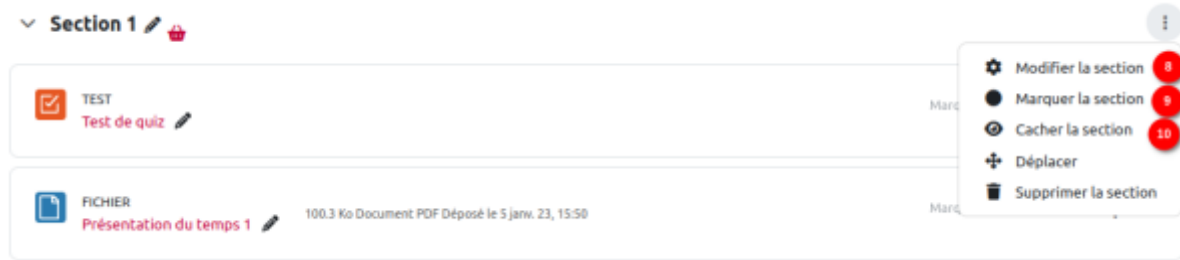 Section 1
Modifier la section 8
TEST
Marquer la section 9
Test de quiz
Marq
Cacher la section 10
Déplacer
FICHIER
Supprimer la section
Présentation du temps 1
100.3 Ko Document PDF Déposé le 5 janv. 23, 15:50
Marq